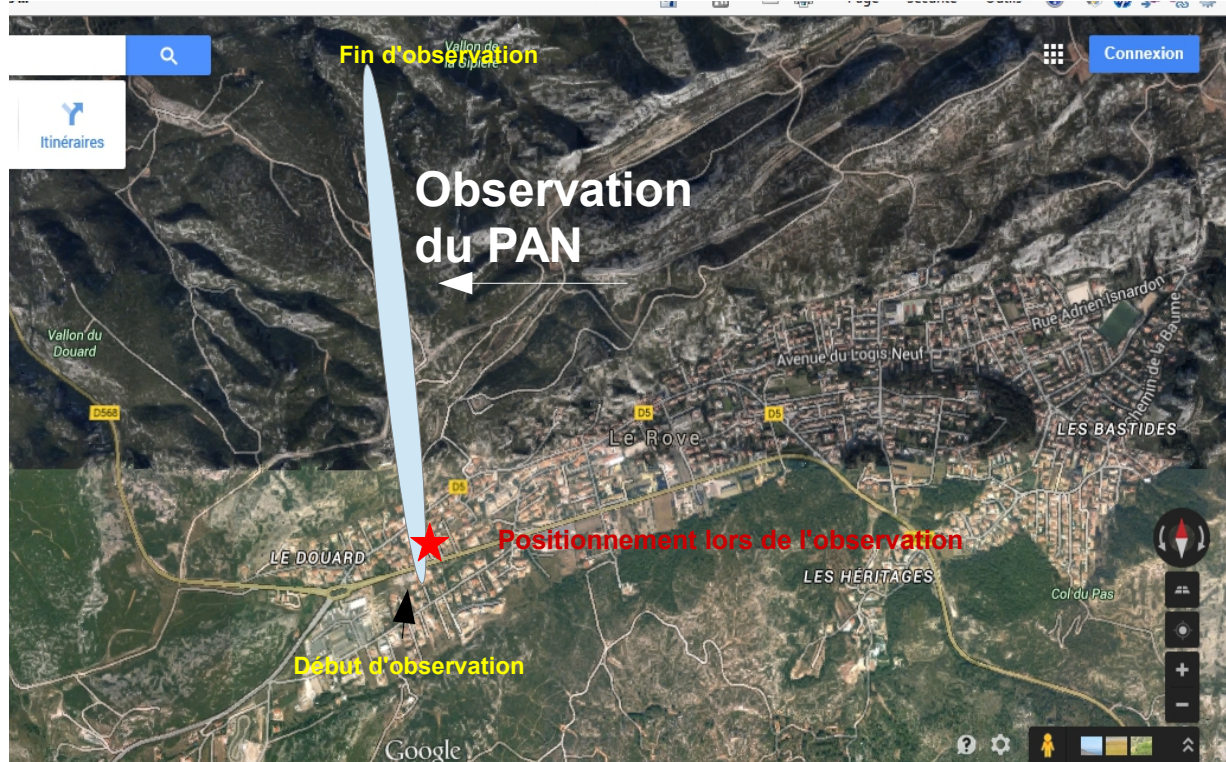 Fin d'observation
Vallon de
la Sipière
Connexion
Itinéraires
Observation
du PAN
Rue Adrien Isnardon
Vallon du
Douard
Avenue du Logis Neuf
Chemin de la Baume
D568
D5
D5
Le Rove
LES BASTIDES
D5
Positionnement lors de l'observation
LE DOUARD
LES HÉRITAGES
Col du Pas
Début d'observation
Google